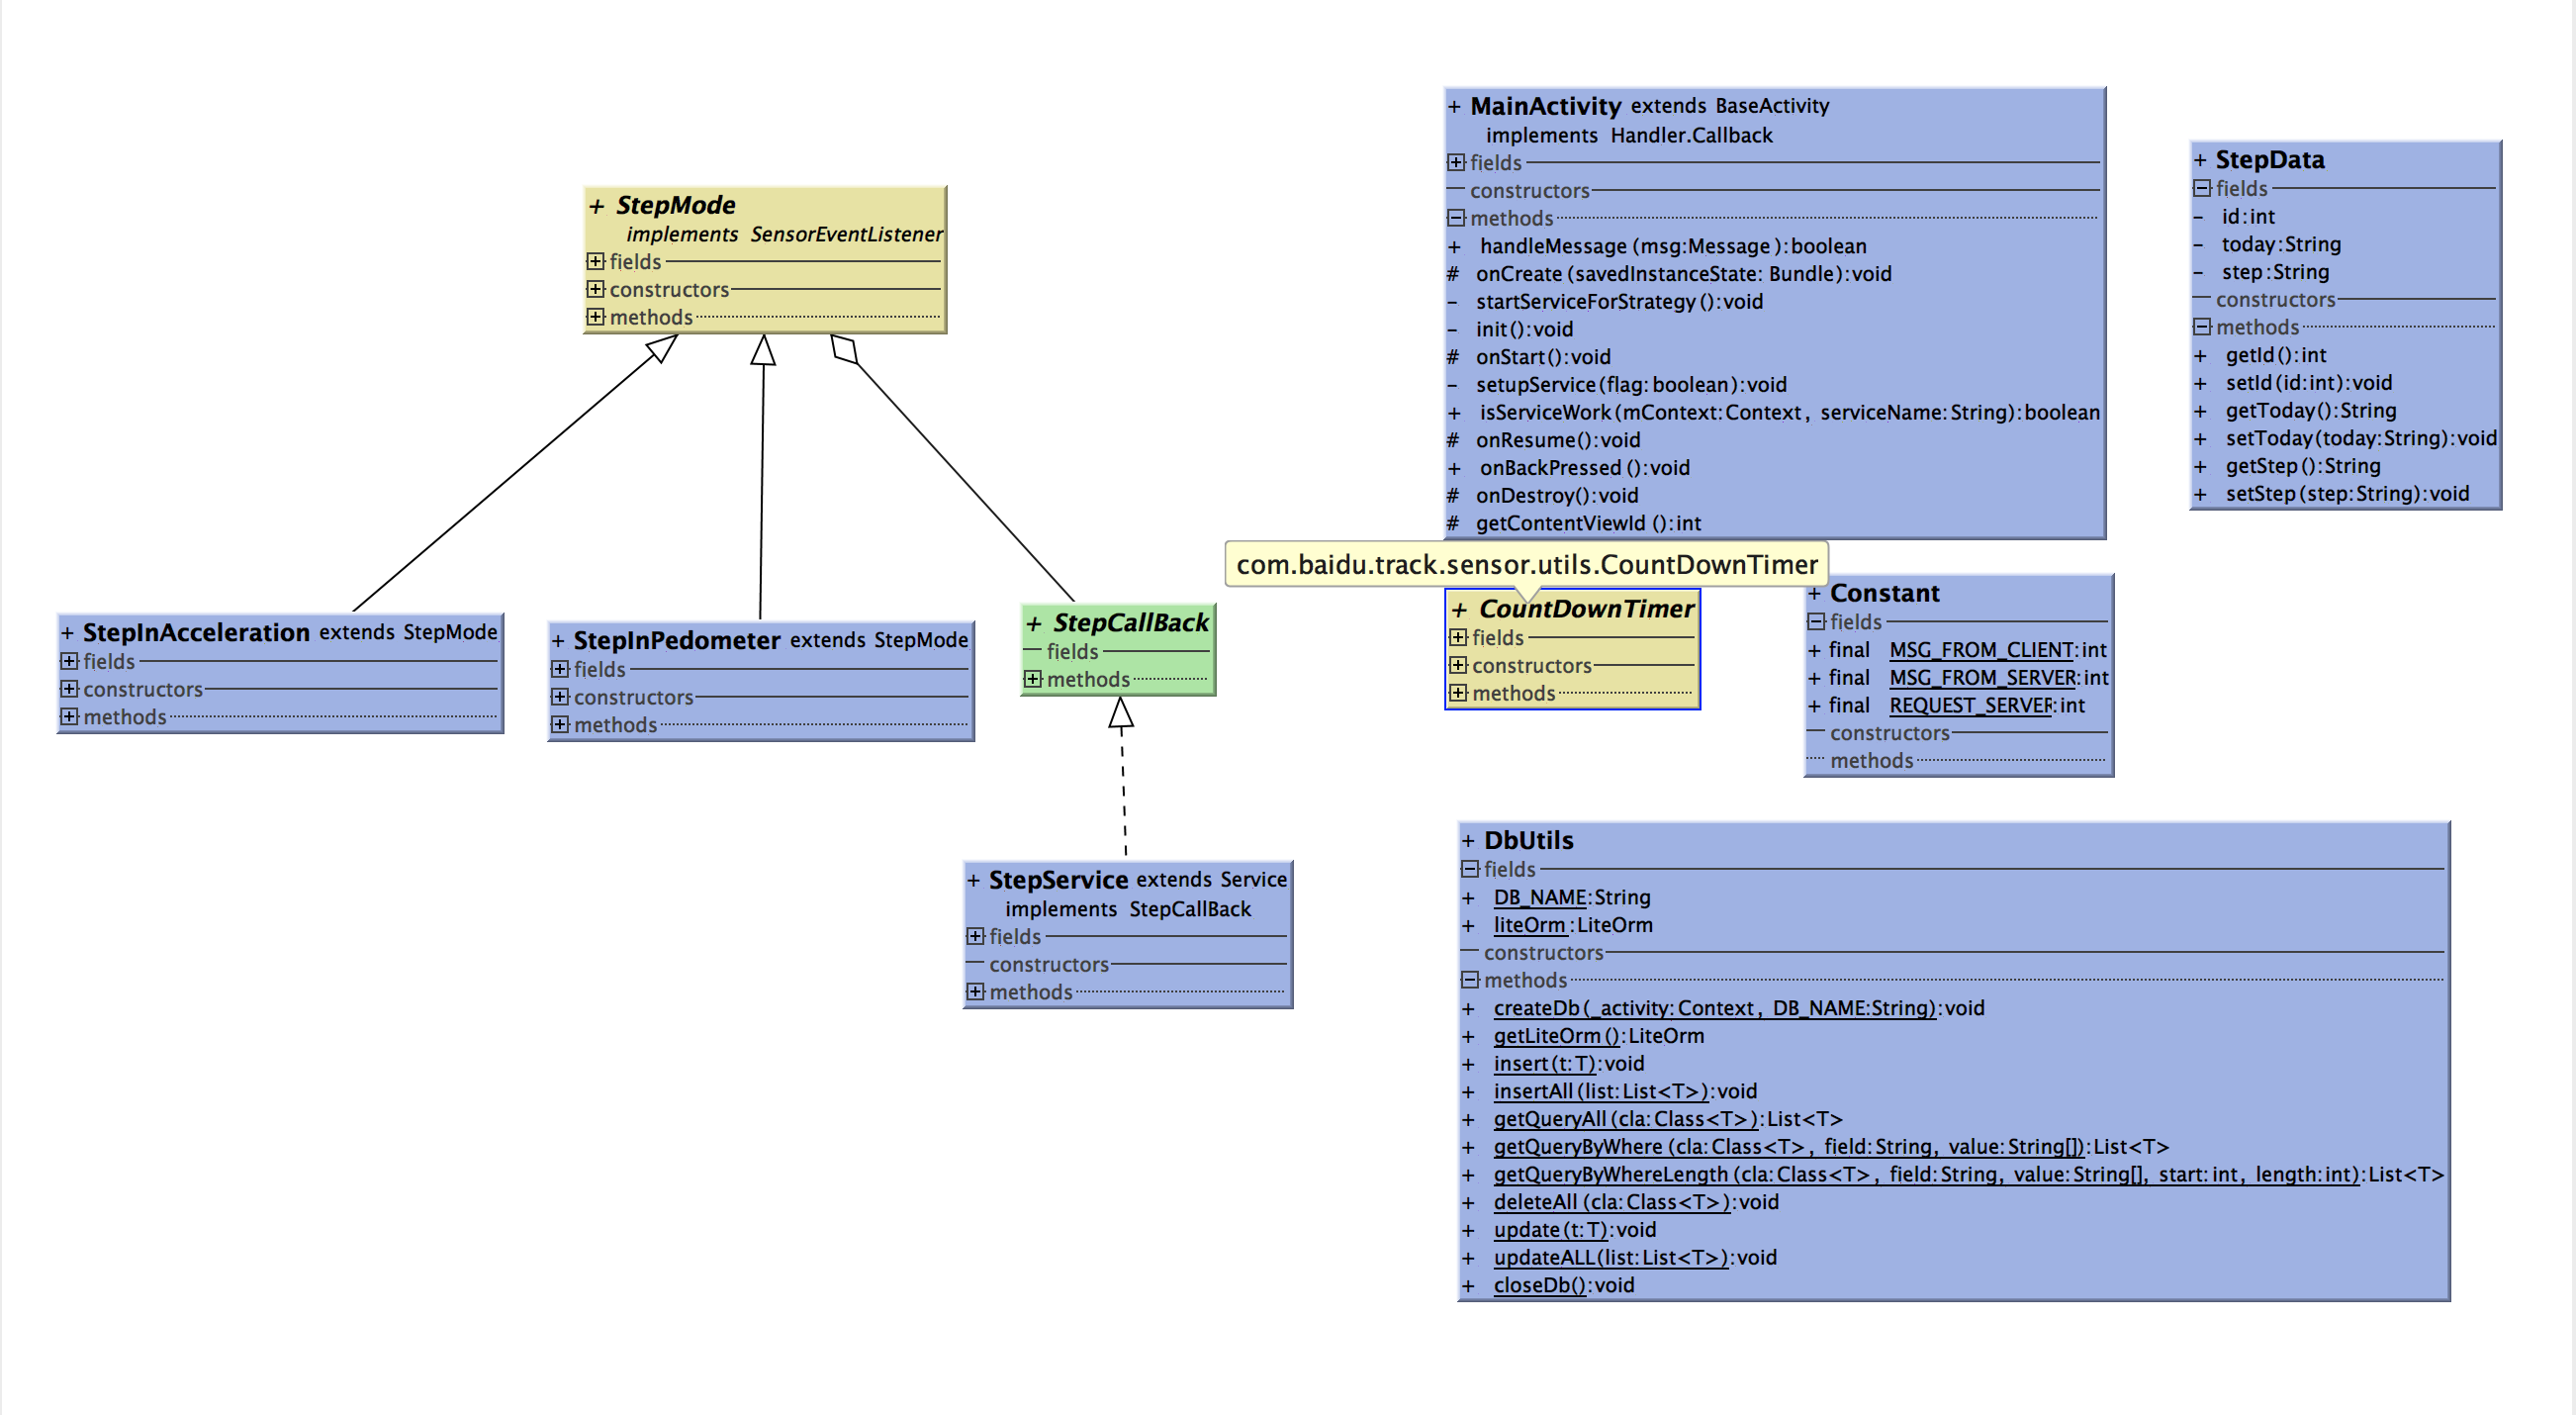 + StepMode
implements SensorEventListener
fields
constructors
methods
+ StepInAcceleration extends StepMode
fields
constructors
methods
+ StepInPedometer extends StepMode
fields
constructors
methods
+ StepCallBack
fields
methods
+ StepService extends Service
implements StepCallBack
fields
constructors
methods
+ MainActivity extends BaseActivity
implements Handler.Callback
fields
constructors
methods
+ handleMessage(msg:Message):boolean
# onCreate(savedInstanceState: Bundle):void
- startServiceForStrategy():void
- init():void
# onStart():void
- setupService(flag: boolean):void
+ isServiceWork(mContext:Context, serviceName:String):boolean
# onResume():void
+ onBackPressed():void
# onDestroy():void
# getContentViewId():int
+ StepData
fields
- id:int
- today:String
- step:String
constructors
methods
+ getId():int
+ setId(id:int):void
+ getToday():String
+ setToday(today:String):void
+ getStep():String
+ setStep(step:String):void
com.baidu.track.sensor.utils.CountDownTimer
+ CountDownTimer
fields
constructors
methods
+ Constant
fields
+ final MSG_FROM_CLIENT:int
+ final MSG_FROM_SERVER:int
+ final REQUEST_SERVER:int
constructors
methods
+ DbUtils
fields
+ DB_NAME:String
+ liteOrm:LiteOrm
constructors
methods
+ createDb(_activity: Context, DB_NAME:String):void
+ getLiteOrm():LiteOrm
+ insert(t:T):void
+ insertAll(list:List<T>):void
+ getQueryAll(cla:Class<T>):List<T>
+ getQueryByWhere(cla:Class<T>, field:String, value:String[]):List<T>
+ getQueryByWhereLength(cla:Class<T>, field:String, value:String[], start:int, length:int):List<T>
+ deleteAll(cla:Class<T>):void
+ update(t:T):void
+ updateALL(list:List<T>):void
+ closeDb():void